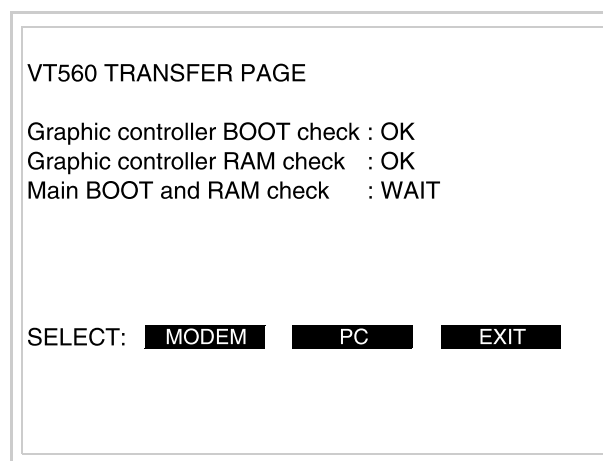 VT560 TRANSFER PAGE
Graphic controller BOOT check : OK
Graphic controller RAM check : OK
Main BOOT and RAM check : WAIT
SELECT: MODEM PC EXIT